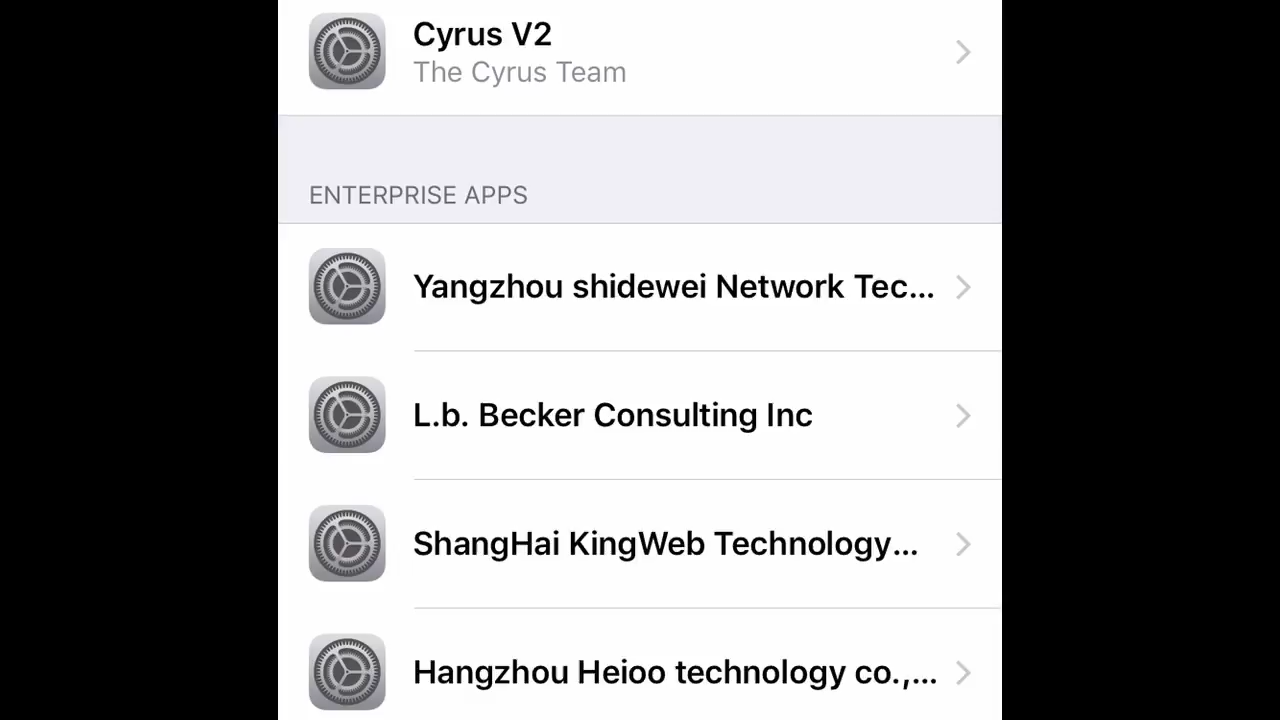 Cyrus V2
The Cyrus Team
ENTERPRISE APPS
Yangzhou shidewei Network Tec...
L.b. Becker Consulting Inc
ShangHai KingWeb Technology...
Hangzhou Heioo technology co.,...